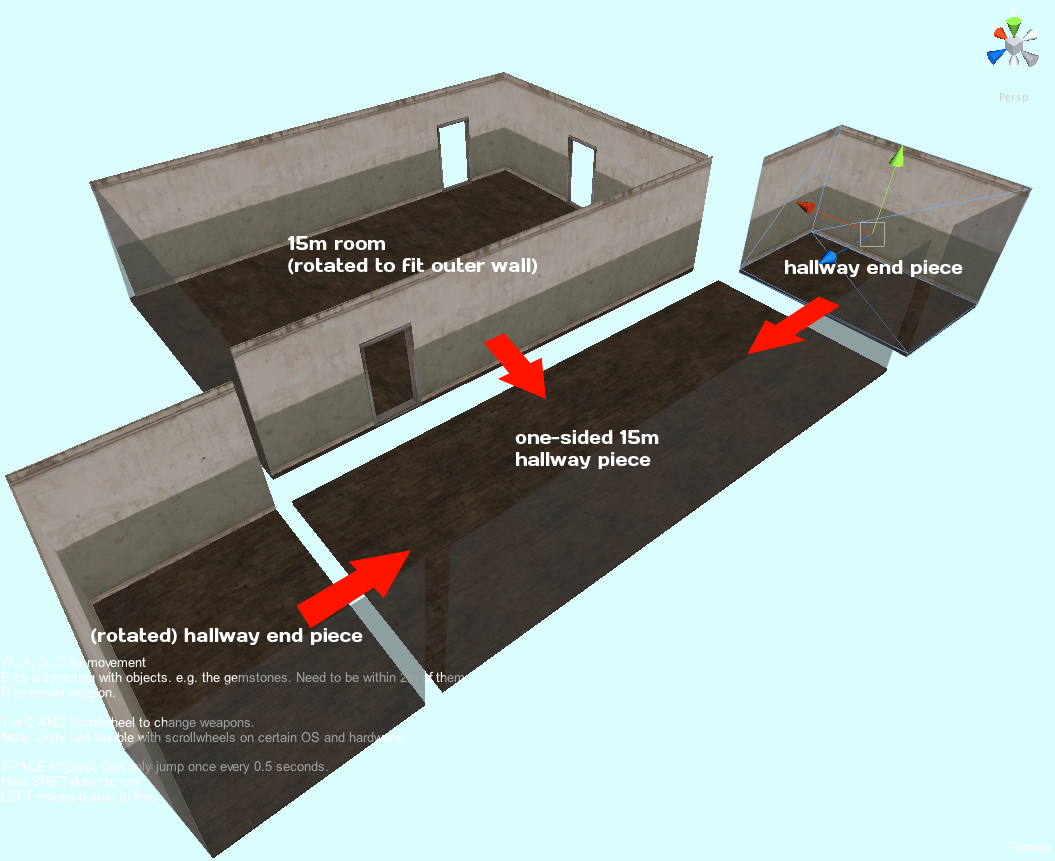 Persp
15m room
(rotated to fit outer wall)
hallway end piece
one-sided 15m
hallway piece
(rotated) hallway end piece
W, A, S, D for movement
E for interacting with objects. e.g. the gemstones. Need to be within 2m of them
R to reload weapon.
1 or 2 AND Scrollwheel to change weapons.
Note: Unity has trouble with scrollwheels on certain OS and hardware.
SPACE to jump. Can only jump once every 0.5 seconds.
Hold SHIFT down to run.
LEFT mouse button to fire.
Frames